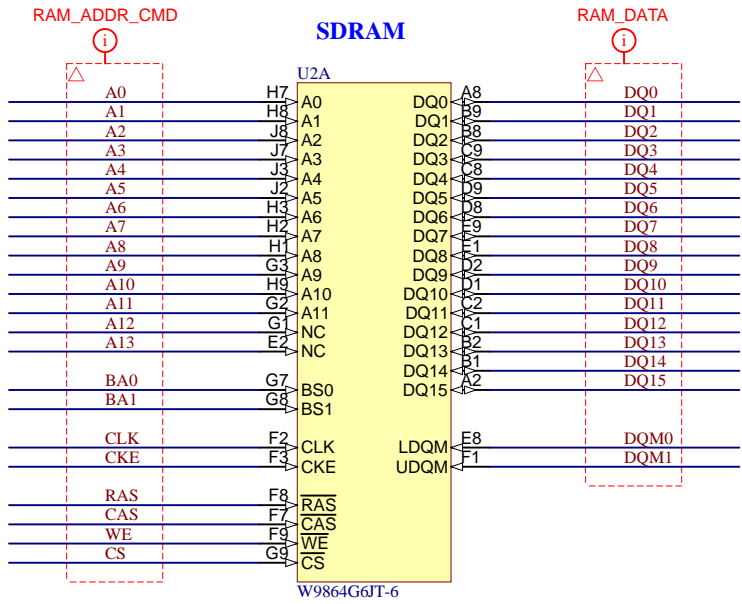 RAM_ADDR_CMD SDRAM RAM_DATA
i i
U2A
A0 H7 A0 DQ0 A8 DQ0
A1 H8 A1 DQ1 B9 DQ1
A2 J8 A2 DQ2 B8 DQ2
A3 J7 A3 DQ3 C9 DQ3
A4 J3 A4 DQ4 C8 DQ4
A5 J2 A5 DQ5 D9 DQ5
A6 H3 A6 DQ6 D8 DQ6
A7 H2 A7 DQ7 E9 DQ7
A8 H1 A8 DQ8 E1 DQ8
A9 G3 A9 DQ9 D2 DQ9
A10 H9 A10 DQ10 D1 DQ10
A11 G2 A11 DQ11 C2 DQ11
A12 G1 NC DQ12 C1 DQ12
A13 E2 NC DQ13 B2 DQ13
DQ14 B1 DQ14
BA0 G7 BS0 DQ15 A2 DQ15
BA1 G8 BS1
CLK F2 CLK LDQM E8 DQM0
CKE F3 CKE UDQM F1 DQM1
RAS F8 RAS
CAS F7 CAS
WE F9 WE
CS G9 CS
W9864G6JT-6